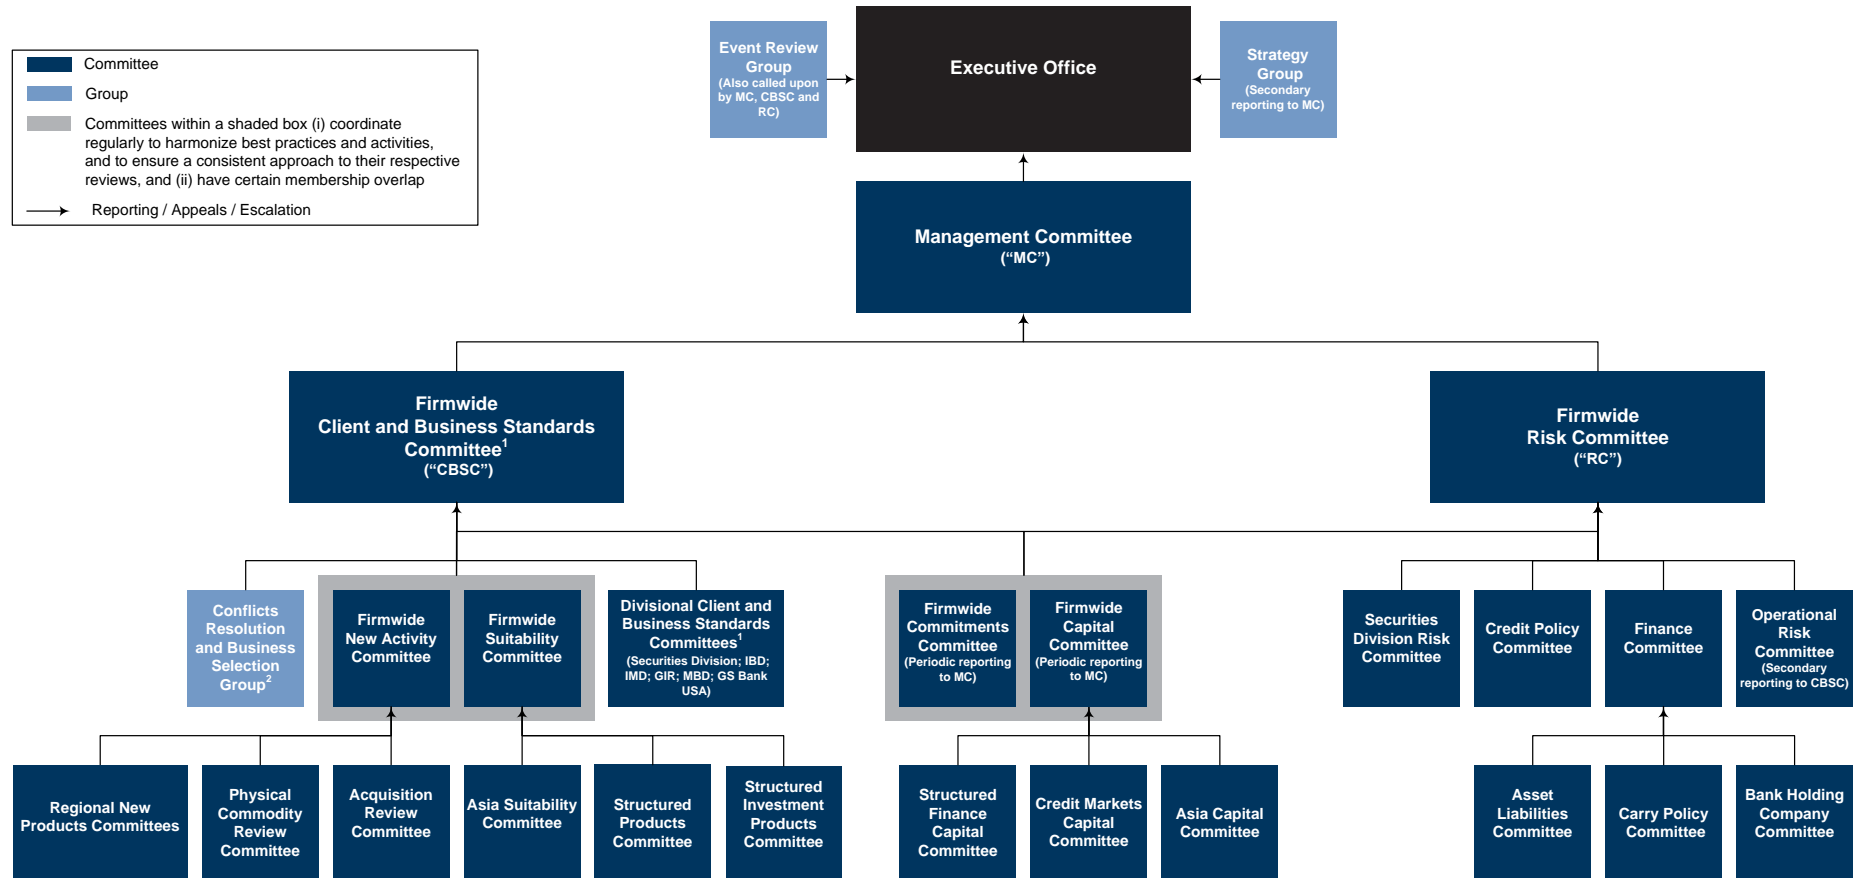 Committee
Group
Committees within a shaded box (i) coordinate
regularly to harmonize best practices and activities,
and to ensure a consistent approach to their respective
reviews, and (ii) have certain membership overlap
Reporting / Appeals / Escalation
Event Review
Group
(Also called upon
by MC, CBSC and
RC)
Executive Office
Strategy
Group
(Secondary
reporting to MC)
Management Committee
(“MC”)
Firmwide
Client and Business Standards
Committee1
(“CBSC”)
Firmwide
Risk Committee
(“RC”)
Conflicts
Resolution
and Business
Selection
Group2
Firmwide
New Activity
Committee
Firmwide
Suitability
Committee
Divisional Client and
Business Standards
Committees1
(Securities Division; IBD;
IMD; GIR; MBD; GS Bank
USA)
Firmwide
Commitments
Committee
(Periodic reporting
to MC)
Firmwide
Capital
Committee
(Periodic reporting
to MC)
Securities
Division Risk
Committee
Credit Policy
Committee
Finance
Committee
Operational
Risk
Committee
(Secondary
reporting to CBSC)
Regional New
Products Committees
Physical
Commodity
Review
Committee
Acquisition
Review
Committee
Asia Suitability
Committee
Structured
Products
Committee
Structured
Investment
Products
Committee
Structured
Finance
Capital
Committee
Credit Markets
Capital
Committee
Asia Capital
Committee
Asset
Liabilities
Committee
Carry Policy
Committee
Bank Holding
Company
Committee